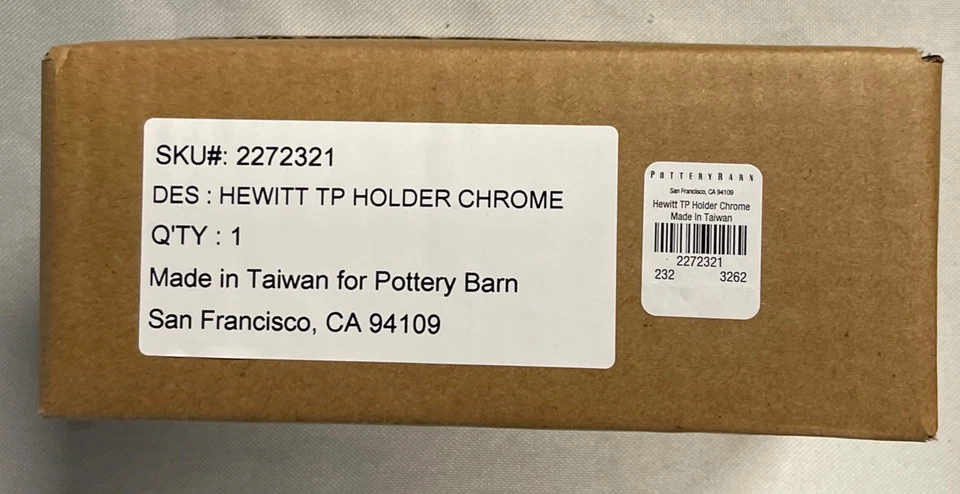 SKU#: 2272321
DES : HEWITT TP HOLDER CHROME
Q'TY : 1
Made in Taiwan for Pottery Barn
San Francisco, CA 94109
POTTERY BARN
San Francisco, CA 94109
Hewitt TP Holder Chrome
Made In Taiwan
2272321
232 3262